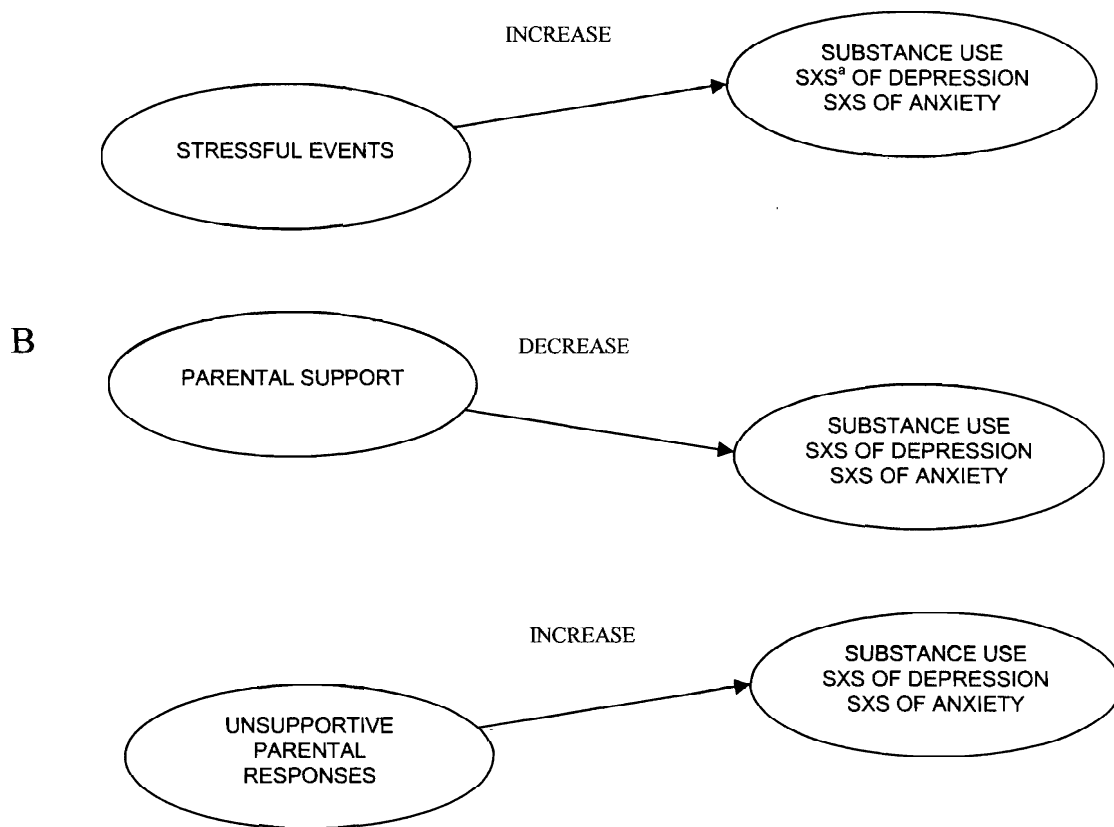 INCREASE
SUBSTANCE USE
SXSª OF DEPRESSION
SXS OF ANXIETY
STRESSFUL EVENTS
B
DECREASE
PARENTAL SUPPORT
SUBSTANCE USE
SXS OF DEPRESSION
SXS OF ANXIETY
INCREASE
SUBSTANCE USE
SXS OF DEPRESSION
SXS OF ANXIETY
UNSUPPORTIVE
PARENTAL
RESPONSES